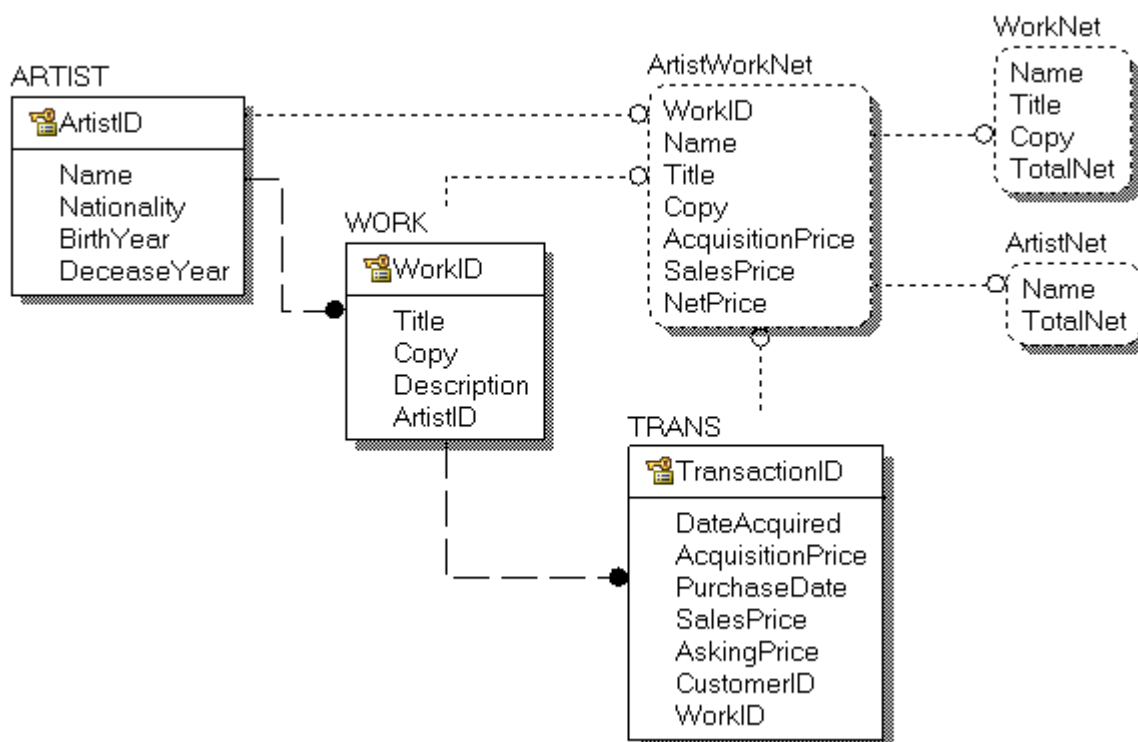 ARTIST
ArtistID
Name
Nationality
BirthYear
DeceaseYear
WORK
WorkID
Title
Copy
Description
ArtistID
ArtistWorkNet
WorkID
Name
Title
Copy
AcquisitionPrice
SalesPrice
NetPrice
WorkNet
Name
Title
Copy
TotalNet
ArtistNet
Name
TotalNet
TRANS
TransactionID
DateAcquired
AcquisitionPrice
PurchaseDate
SalesPrice
AskingPrice
CustomerID
WorkID